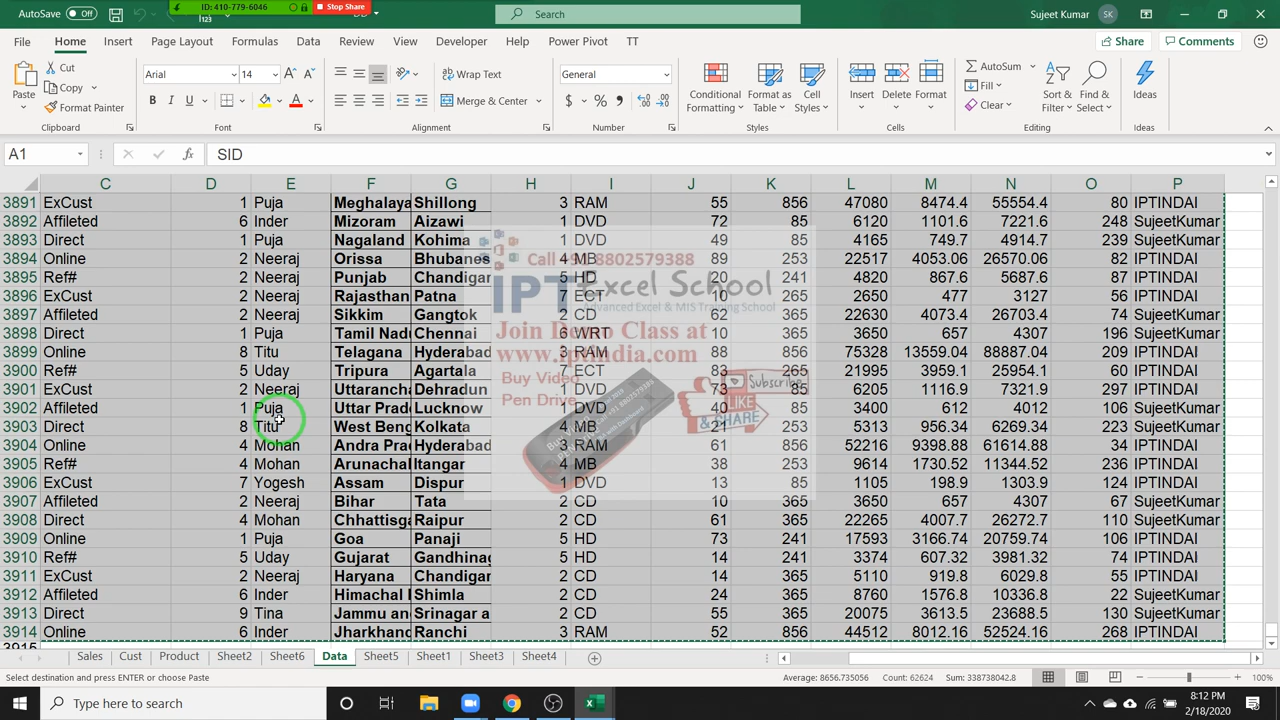 AutoSave Off
ID: 410-779-6046
Stop Share
Search
Sujeet Kumar SK
File Home Insert Draw Page Layout Formulas Data Review View Developer Help Power Pivot TT Share Comments
Paste Cut Copy Format Painter Clipboard
Arial 14 Font
Wrap Text Merge & Center Alignment
General Number
Conditional Formatting Format as Table Cell Styles Styles
Insert Delete Format Cells
AutoSum Fill Clear Sort & Filter Find & Select Editing
Ideas Ideas
A1 SID
C D E F G H I J K L M N O P
3891 ExCust 1 Puja Meghalaya Shillong 3 RAM 55 856 47080 8474.4 55554.4 80 IPTINDAI
3892 Affileted 6 Inder Mizoram Aizawi 1 DVD 72 85 6120 1101.6 7221.6 248 SujeetKumar
3893 Direct 1 Puja Nagaland Kohima 1 DVD 49 85 4165 749.7 4914.7 239 SujeetKumar
3894 Online 2 Neeraj Orissa Bhubanes 4 MB 89 253 22517 4053.06 26570.06 82 IPTINDAI
3895 Ref# 2 Neeraj Punjab Chandigar 5 HD 20 241 4820 867.6 5687.6 87 IPTINDAI
3896 ExCust 2 Neeraj Rajasthan Patna 7 ECT 10 265 2650 477 3127 56 IPTINDAI
3897 Affileted 2 Neeraj Sikkim Gangtok 2 CD 62 365 22630 4073.4 26703.4 74 SujeetKumar
3898 Direct 1 Puja Tamil Nadu Chennai 6 WRT 10 365 3650 657 4307 196 SujeetKumar
3899 Online 8 Titu Telagana Hyderabad 3 RAM 88 856 75328 13559.04 88887.04 209 IPTINDAI
3900 Ref# 5 Uday Tripura Agartala 7 ECT 83 265 21995 3959.1 25954.1 60 IPTINDAI
3901 ExCust 2 Neeraj Uttaranch Dehradun 1 DVD 73 85 6205 1116.9 7321.9 297 IPTINDAI
3902 Affileted 1 Puja Uttar Prad Lucknow 1 DVD 40 85 3400 612 4012 106 SujeetKumar
3903 Direct 8 Titu West Beng Kolkata 4 MB 21 253 5313 956.34 6269.34 223 SujeetKumar
3904 Online 4 Mohan Andra Prad Hyderabad 3 RAM 61 856 52216 9398.88 61614.88 34 IPTINDAI
3905 Ref# 4 Mohan Arunachal Itangar 4 MB 38 253 9614 1730.52 11344.52 236 IPTINDAI
3906 ExCust 7 Yogesh Assam Dispur 1 DVD 13 85 1105 198.9 1303.9 124 IPTINDAI
3907 Affileted 2 Neeraj Bihar Tata 2 CD 10 365 3650 657 4307 67 SujeetKumar
3908 Direct 4 Mohan Chhattisga Raipur 2 CD 61 365 22265 4007.7 26272.7 110 SujeetKumar
3909 Online 1 Puja Goa Panaji 5 HD 73 241 17593 3166.74 20759.74 106 IPTINDAI
3910 Ref# 5 Uday Gujarat Gandhinag 5 HD 14 241 3374 607.32 3981.32 74 IPTINDAI
3911 ExCust 2 Neeraj Haryana Chandigar 2 CD 14 365 5110 919.8 6029.8 55 IPTINDAI
3912 Affileted 6 Inder Himachal Shimla 2 CD 24 365 8760 1576.8 10336.8 22 SujeetKumar
3913 Direct 9 Tina Jammu an Srinagar a 2 CD 55 365 20075 3613.5 23688.5 130 SujeetKumar
3914 Online 6 Inder Jharkhand Ranchi 3 RAM 52 856 44512 8012.16 52524.16 268 IPTINDAI
3915
Call 8802579388
IPT Excel School
Advanced Excel & MIS Training School
Join Demo Class at
www.iptindia.com
Buy Video
Pen Drive
Subscribe
LIKE
& SHARE
Sales Cust Product Sheet2 Sheet6 Data Sheet5 Sheet1 Sheet3 Sheet4
Select destination and press ENTER or choose Paste Average: 8656.735056 Count: 62624 Sum: 338738042.8 100%
Type here to search
8:12 PM
2/18/2020